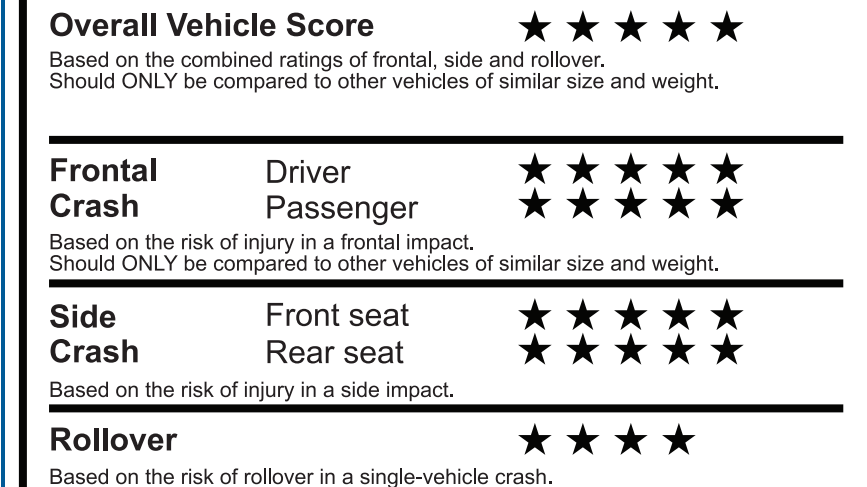 Overall Vehicle Score ★ ★ ★ ★ ★
Based on the combined ratings of frontal, side and rollover.
Should ONLY be compared to other vehicles of similar size and weight.
Frontal Driver ★ ★ ★ ★ ★
Crash Passenger ★ ★ ★ ★ ★
Based on the risk of injury in a frontal impact.
Should ONLY be compared to other vehicles of similar size and weight.
Side Front seat ★ ★ ★ ★ ★
Crash Rear seat ★ ★ ★ ★ ★
Based on the risk of injury in a side impact.
Rollover ★ ★ ★ ★
Based on the risk of rollover in a single-vehicle crash.